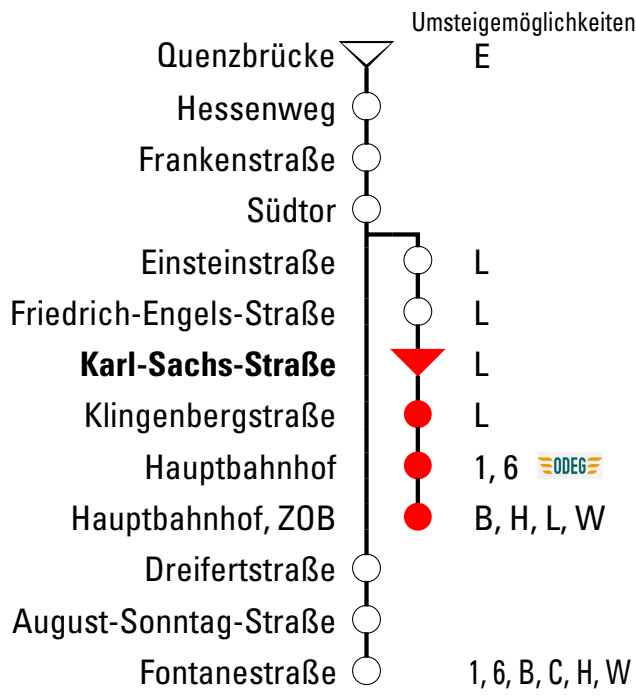 Umsteigemöglichkeiten
Quenzbrücke E
Hessenweg
Frankenstraße
Südtor
Einsteinstraße L
Friedrich-Engels-Straße L
Karl-Sachs-Straße L
Klingenbergstraße L
Hauptbahnhof 1, 6 ODEG
Hauptbahnhof, ZOB B, H, L, W
Dreifertstraße
August-Sonntag-Straße
Fontanestraße 1, 6, B, C, H, W